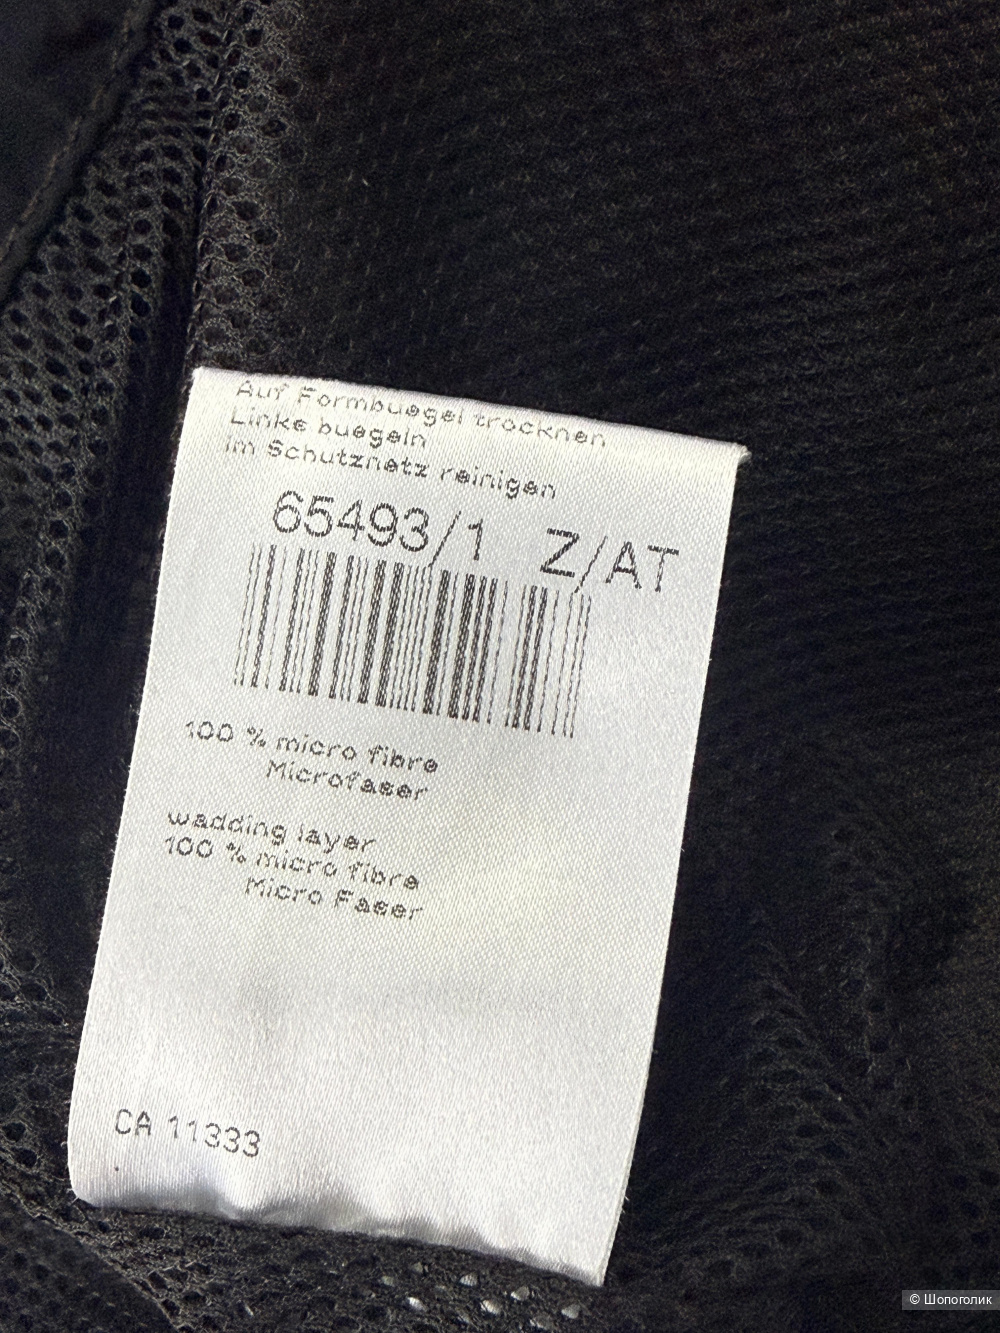 Auf Formbuegel trocknen
Links buegeln
Im Schutznetz reinigen
65493/1 Z/AT
100 % micro fibre
Microfaser
wadding layer
100 % micro fibre
Micro Faser
CA 11333
© Шопоголик